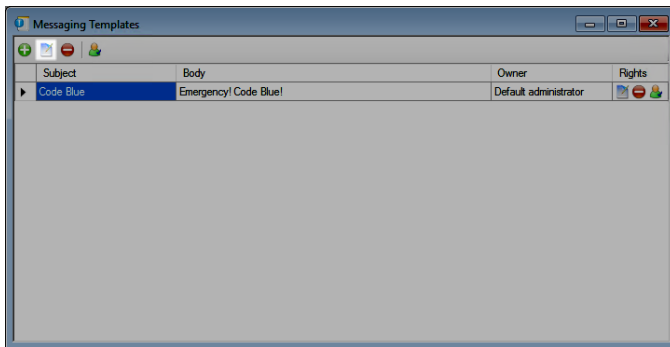 Messaging Templates
Subject Body Owner Rights
Code Blue Emergency! Code Blue! Default administrator